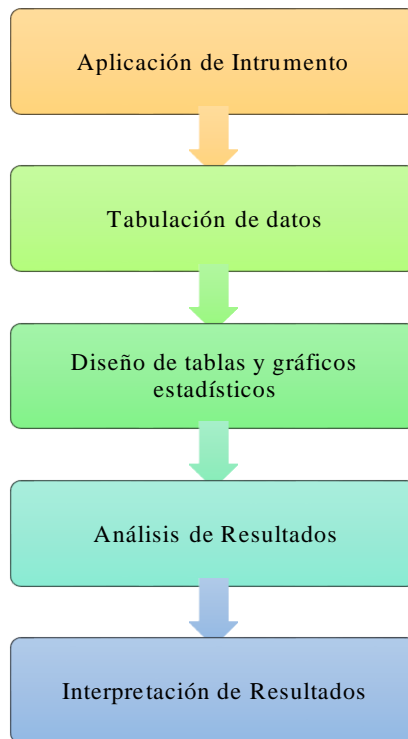 Aplicación de Intrumento
Tabulación de datos
Diseño de tablas y gráficos
estadísticos
Análisis de Resultados
Interpretación de Resultados